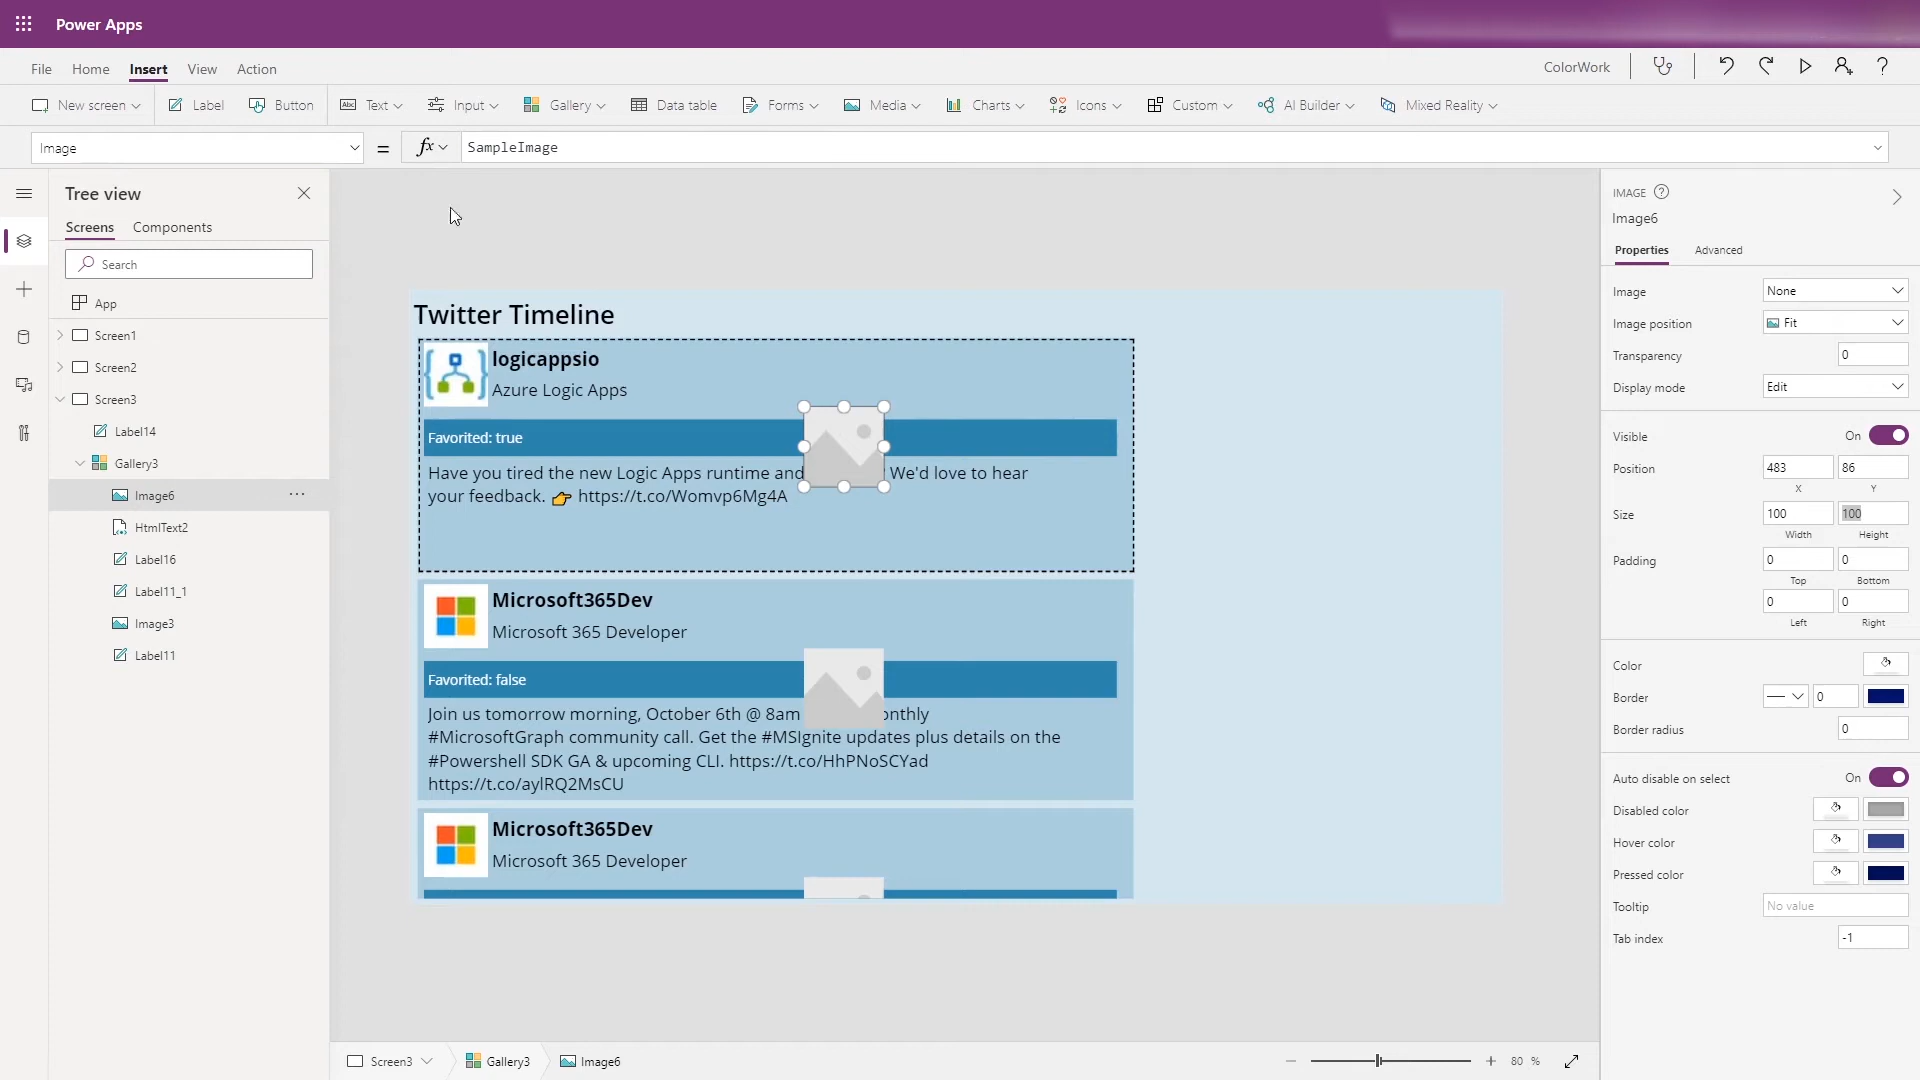 Power Apps
File Home Insert View Action ColorWork
New screen Label Button Text Input Gallery Data table Forms Media Charts Icons Custom AI Builder Mixed Reality
Image = fx SampleImage
Tree view
Screens Components
Search
App
Screen1
Screen2
Screen3
Label14
Gallery3
Image6 ...
HtmlText2
Label16
Label11_1
Image3
Label11
Twitter Timeline
logicappsio
Azure Logic Apps
Favorited: true
Have you tired the new Logic Apps runtime and We'd love to hear
your feedback. 👉 https://t.co/Womvp6Mg4A
Microsoft365Dev
Microsoft 365 Developer
Favorited: false
Join us tomorrow morning, October 6th @ 8am onthly
#MicrosoftGraph community call. Get the #MSIgnite updates plus details on the
#Powershell SDK GA & upcoming CLI. https://t.co/HhPNoSCYad
https://t.co/aylRQ2MsCU
Microsoft365Dev
Microsoft 365 Developer
Screen3 Gallery3 Image6 80 %
IMAGE ?
Image6
Properties Advanced
Image None
Image position Fit
Transparency 0
Display mode Edit
Visible On
Position 483 86
X Y
Size 100 100
Width Height
Padding 0 0
Top Bottom
0 0
Left Right
Color
Border 0
Border radius 0
Auto disable on select On
Disabled color
Hover color
Pressed color
Tooltip No value
Tab index -1